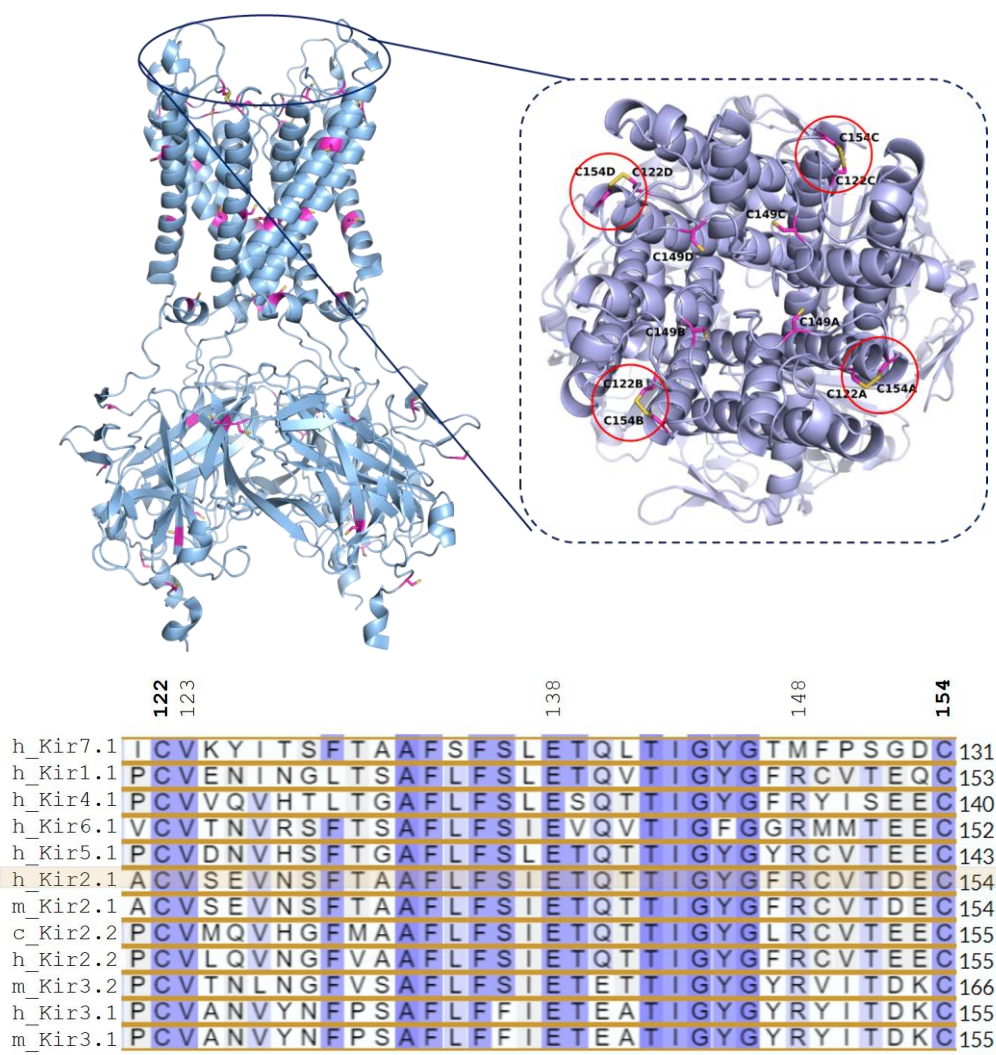 C154C
C122C
C154D C122D
C149C
C149D
C149B C149A
C122B
C154B
C122A C154A
122 123 138 148 154
h_Kir7.1 I C V K Y I T S F T A A F S F S L E T Q L T I G Y G T M F P S G D C 131
h_Kir1.1 P C V E N I N G L T S A F L F S L E T Q V T I G Y G F R C V T E Q C 153
h_Kir4.1 P C V V Q V H T L T G A F L F S L E S Q T T I G Y G F R Y I S E E C 140
h_Kir6.1 V C V T N V R S F T S A F L F S I E V Q V T I G F G G R M M T E E C 152
h_Kir5.1 P C V D N V H S F T G A F L F S L E T Q T T I G Y G Y R C V T E E C 143
h_Kir2.1 A C V S E V N S F T A A F L F S I E T Q T T I G Y G F R C V T D E C 154
m_Kir2.1 A C V S E V N S F T A A F L F S I E T Q T T I G Y G F R C V T D E C 154
c_Kir2.2 P C V M Q V H G F M A A F L F S I E T Q T T I G Y G L R C V T E E C 155
h_Kir2.2 P C V L Q V N G F V A A F L F S I E T Q T T I G Y G F R C V T E E C 155
m_Kir3.2 P C V T N L N G F V S A F L F S I E T E T T I G Y G Y R V I T D K C 166
h_Kir3.1 P C V A N V Y N F P S A F L F F I E T E A T I G Y G Y R Y I T D K C 155
m_Kir3.1 P C V A N V Y N F P S A F L F F I E T E A T I G Y G Y R Y I T D K C 155